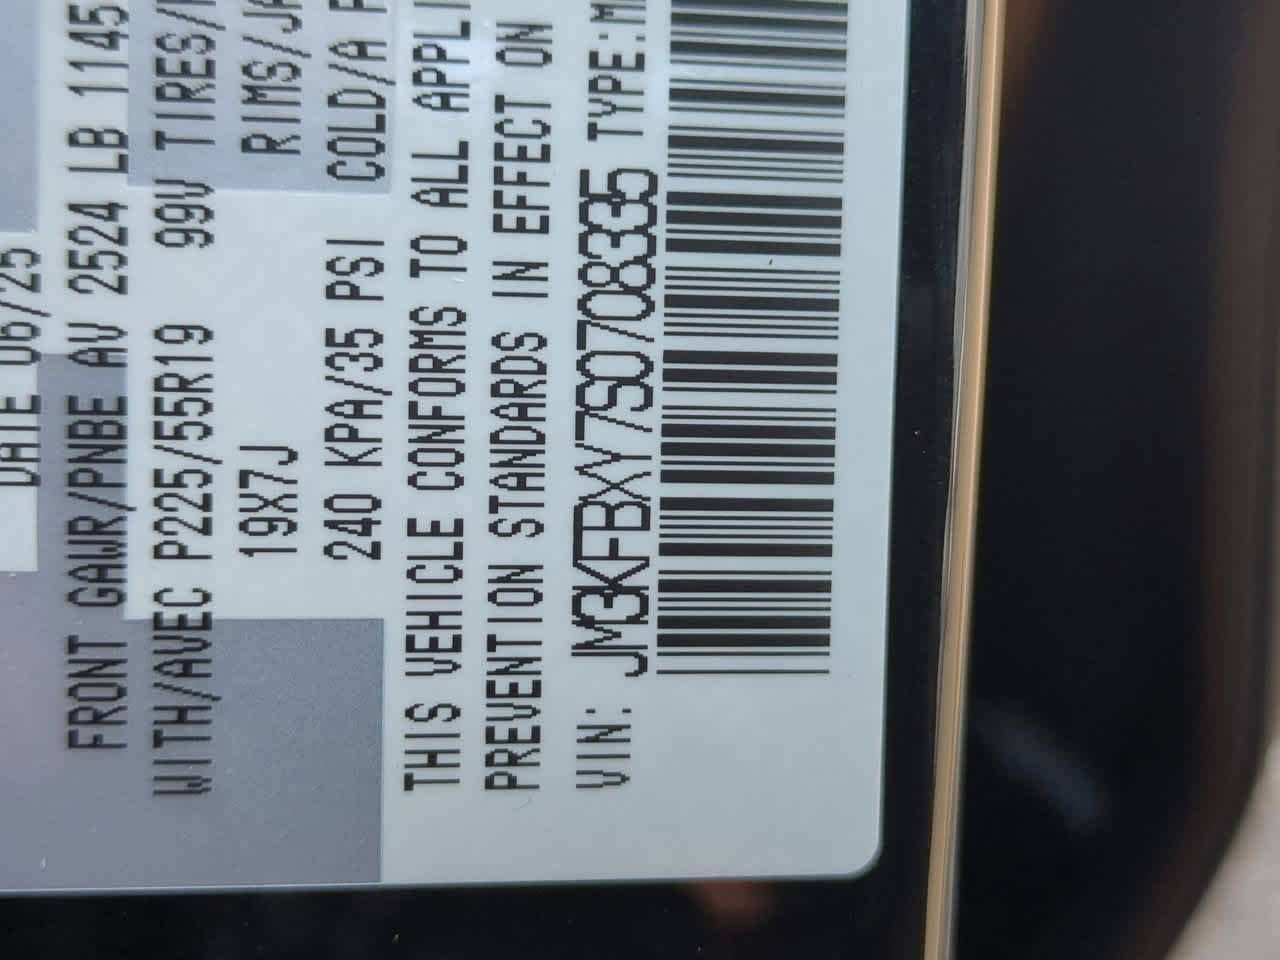 DATE 06/25
FRONT GAWR/PNBE AV 2524 LB 1145
WITH/AVEC P225/55R19 99V TIRES/
19X7J RIMS/JA
240 KPA/35 PSI COLD/A F
THIS VEHICLE CONFORMS TO ALL APPLI
PREVENTION STANDARDS IN EFFECT ON
VIN: JM3KFBXY7S0708335 TYPE:M